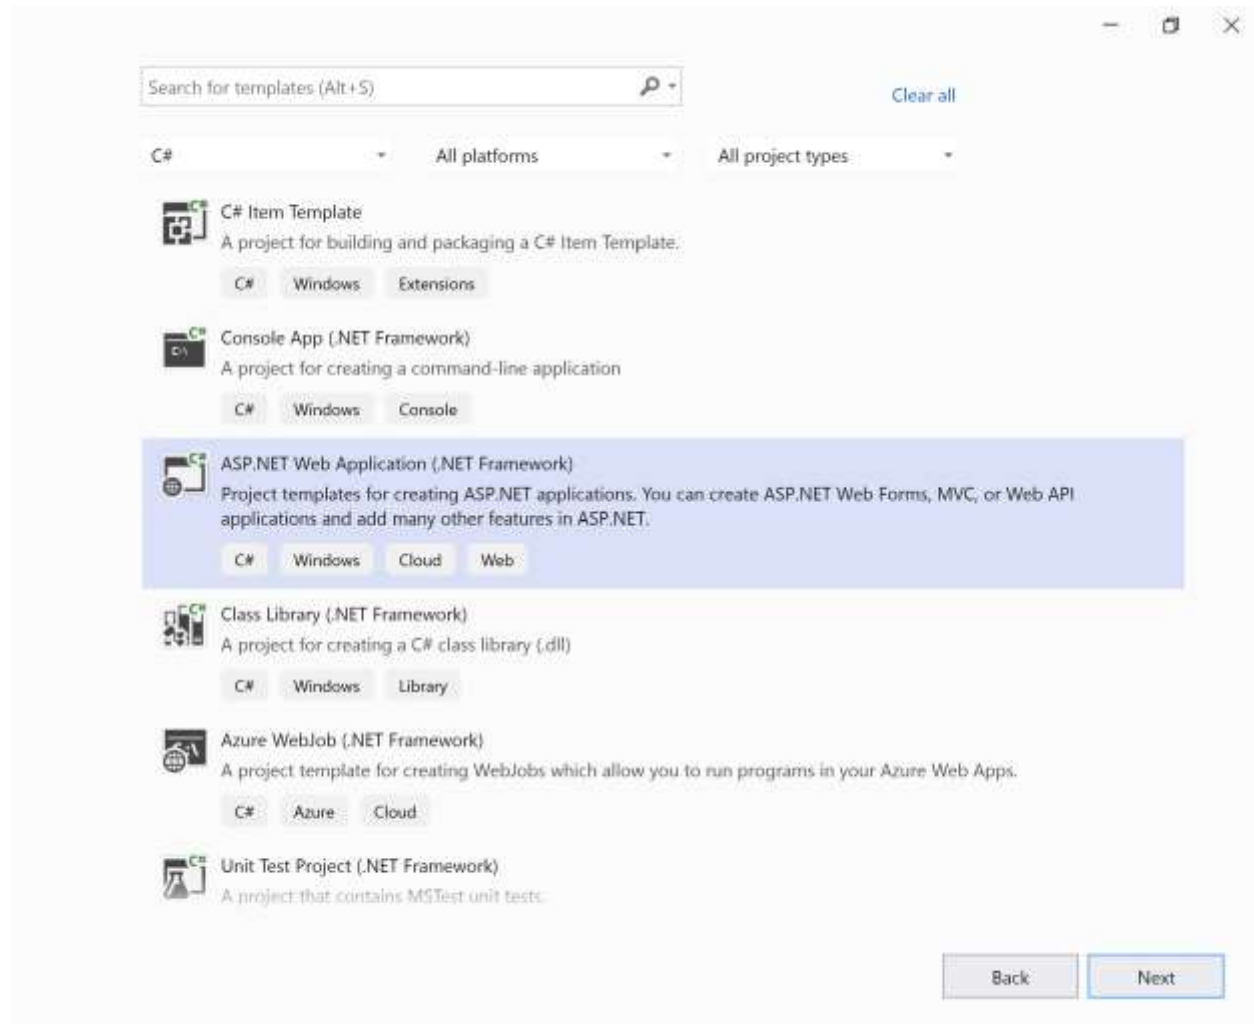 Search for templates (Alt+S)
Clear all
C#
All platforms
All project types
C# Item Template
A project for building and packaging a C# Item Template.
C#
Windows
Extensions
Console App (.NET Framework)
A project for creating a command-line application
C#
Windows
Console
ASP.NET Web Application (.NET Framework)
Project templates for creating ASP.NET applications. You can create ASP.NET Web Forms, MVC, or Web API
applications and add many other features in ASP.NET.
C#
Windows
Cloud
Web
Class Library (.NET Framework)
A project for creating a C# class library (.dll)
C#
Windows
Library
Azure WebJob (.NET Framework)
A project template for creating WebJobs which allow you to run programs in your Azure Web Apps.
C#
Azure
Cloud
Unit Test Project (.NET Framework)
A project that contains MSTest unit tests.
Back
Next